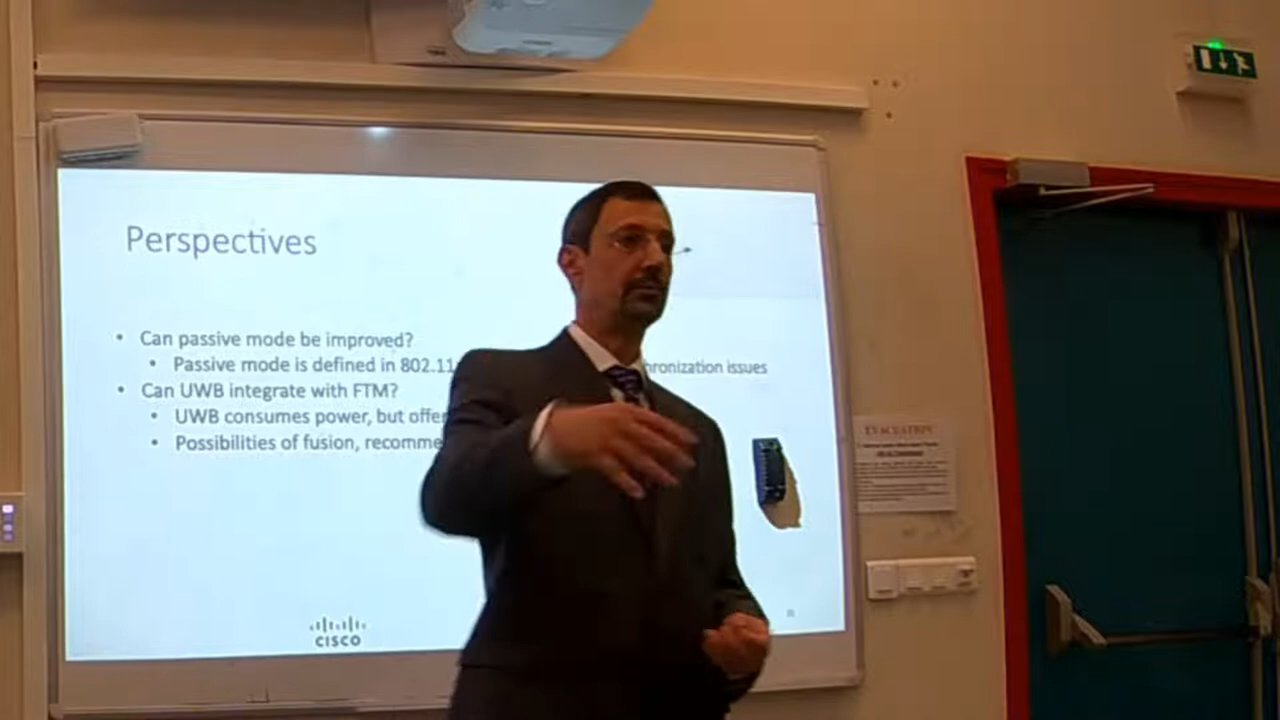 Perspectives
• Can passive mode be improved?
• Passive mode is defined in 802.11 hronization issues
• Can UWB integrate with FTM?
• UWB consumes power, but offe
• Possibilities of fusion, recomme
CISCO
EVACUATION